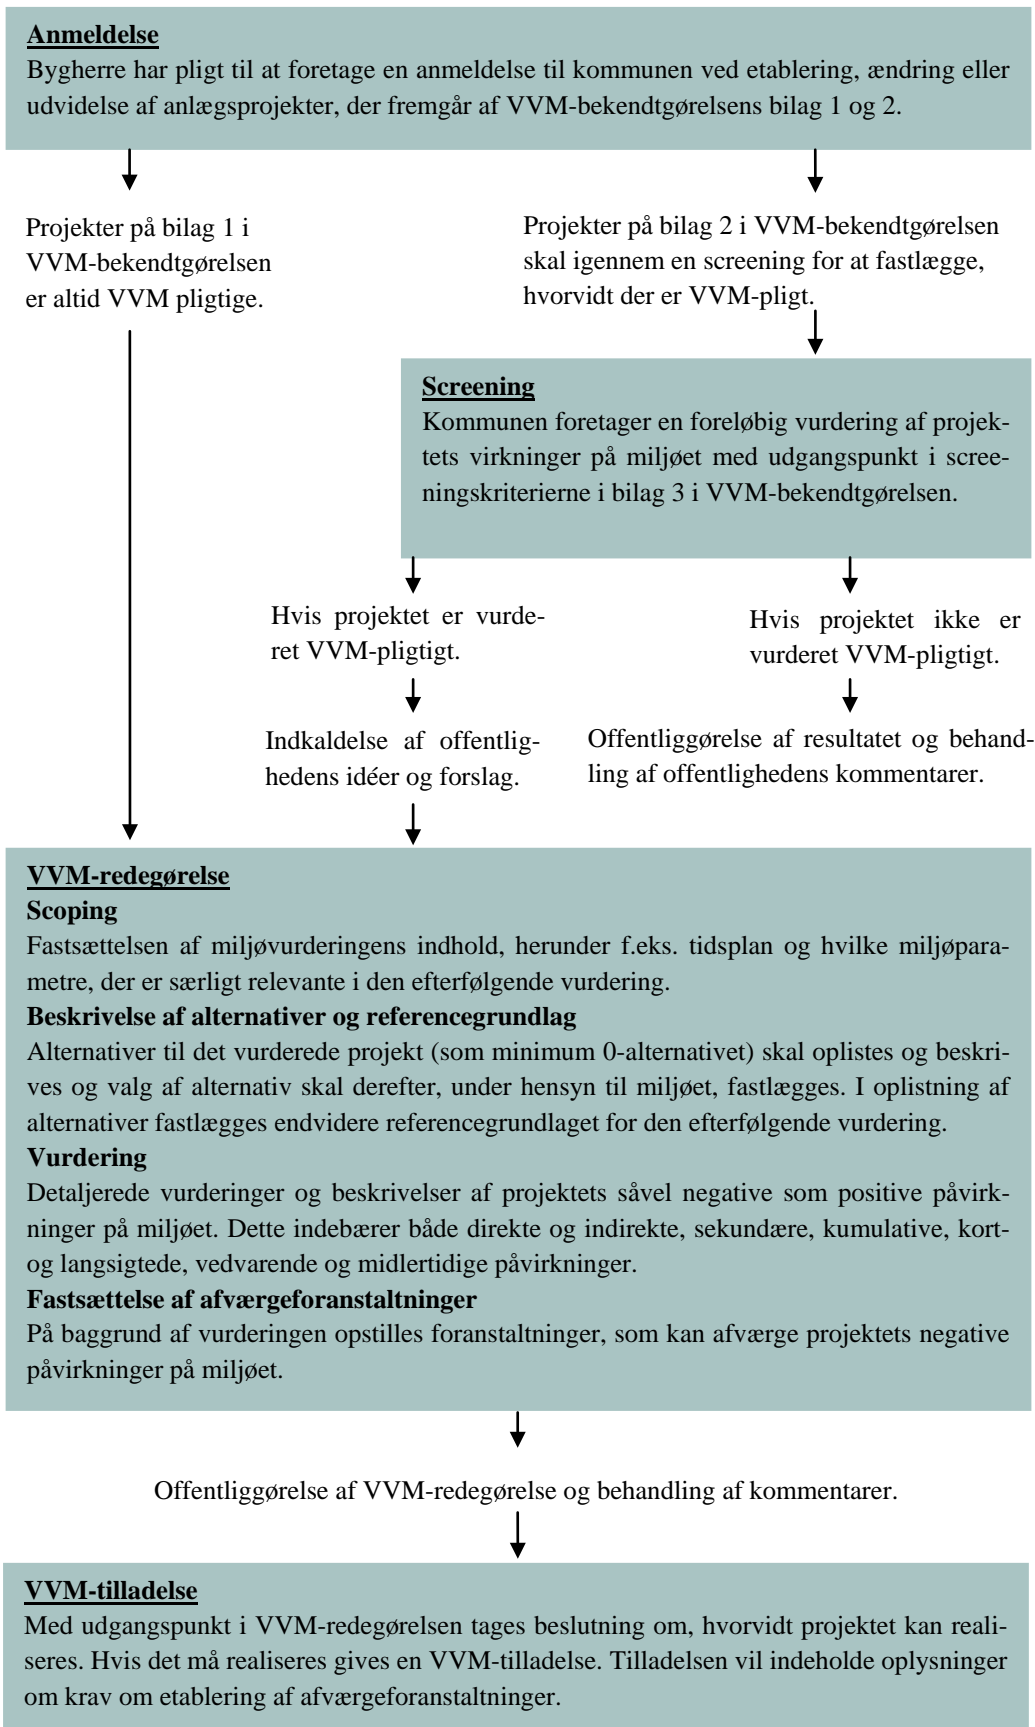 Anmeldelse
Bygherre har pligt til at foretage en anmeldelse til kommunen ved etablering, ændring eller
udvidelse af anlægsprojekter, der fremgår af VVM-bekendtgørelsens bilag 1 og 2.
Projekter på bilag 1 i
VVM-bekendtgørelsen
er altid VVM pligtige.
Projekter på bilag 2 i VVM-bekendtgørelsen
skal igennem en screening for at fastlægge,
hvorvidt der er VVM-pligt.
Screening
Kommunen foretager en foreløbig vurdering af projek-
tets virkninger på miljøet med udgangspunkt i scree-
ningskriterierne i bilag 3 i VVM-bekendtgørelsen.
Hvis projektet er vurde-
ret VVM-pligtigt.
Hvis projektet ikke er
vurderet VVM-pligtigt.
Indkaldelse af offentlig-
hedens idéer og forslag.
Offentliggørelse af resultatet og behand-
ling af offentlighedens kommentarer.
VVM-redegørelse
Scoping
Fastsættelsen af miljøvurderingens indhold, herunder f.eks. tidsplan og hvilke miljøpara-
metre, der er særligt relevante i den efterfølgende vurdering.
Beskrivelse af alternativer og referencegrundlag
Alternativer til det vurderede projekt (som minimum 0-alternativet) skal oplistes og beskri-
ves og valg af alternativ skal derefter, under hensyn til miljøet, fastlægges. I oplistning af
alternativer fastlægges endvidere referencegrundlaget for den efterfølgende vurdering.
Vurdering
Detaljerede vurderinger og beskrivelser af projektets såvel negative som positive påvirk-
ninger på miljøet. Dette indebærer både direkte og indirekte, sekundære, kumulative, kort-
og langsigtede, vedvarende og midlertidige påvirkninger.
Fastsættelse af afværgeforanstaltninger
På baggrund af vurderingen opstilles foranstaltninger, som kan afværge projektets negative
påvirkninger på miljøet.
Offentliggørelse af VVM-redegørelse og behandling af kommentarer.
VVM-tilladelse
Med udgangspunkt i VVM-redegørelsen tages beslutning om, hvorvidt projektet kan reali-
seres. Hvis det må realiseres gives en VVM-tilladelse. Tilladelsen vil indeholde oplysninger
om krav om etablering af afværgeforanstaltninger.